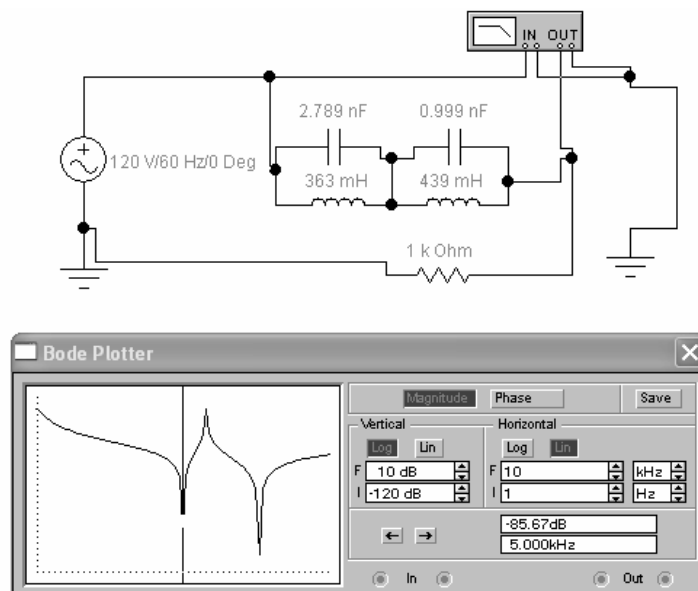 IN OUT
2.789 nF
0.999 nF
120 V/60 Hz/0 Deg
363 mH
439 mH
1 k Ohm
Bode Plotter
Magnitude Phase Save
Vertical Horizontal
Log Lin Log Lin
F 10 dB F 10 kHz
I -120 dB I 1 Hz
-85.67dB
5.000kHz
In Out